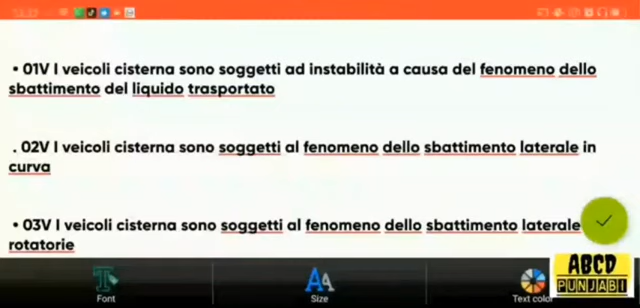 • 01V I veicoli cisterna sono soggetti ad instabilità a causa del fenomeno dello
sbattimento del liquido trasportato
. 02V I veicoli cisterna sono soggetti al fenomeno dello sbattimento laterale in
curva
• 03V I veicoli cisterna sono soggetti al fenomeno dello sbattimento laterale
rotatorie
Font
Size
Text color
ABCD
PUNJABI